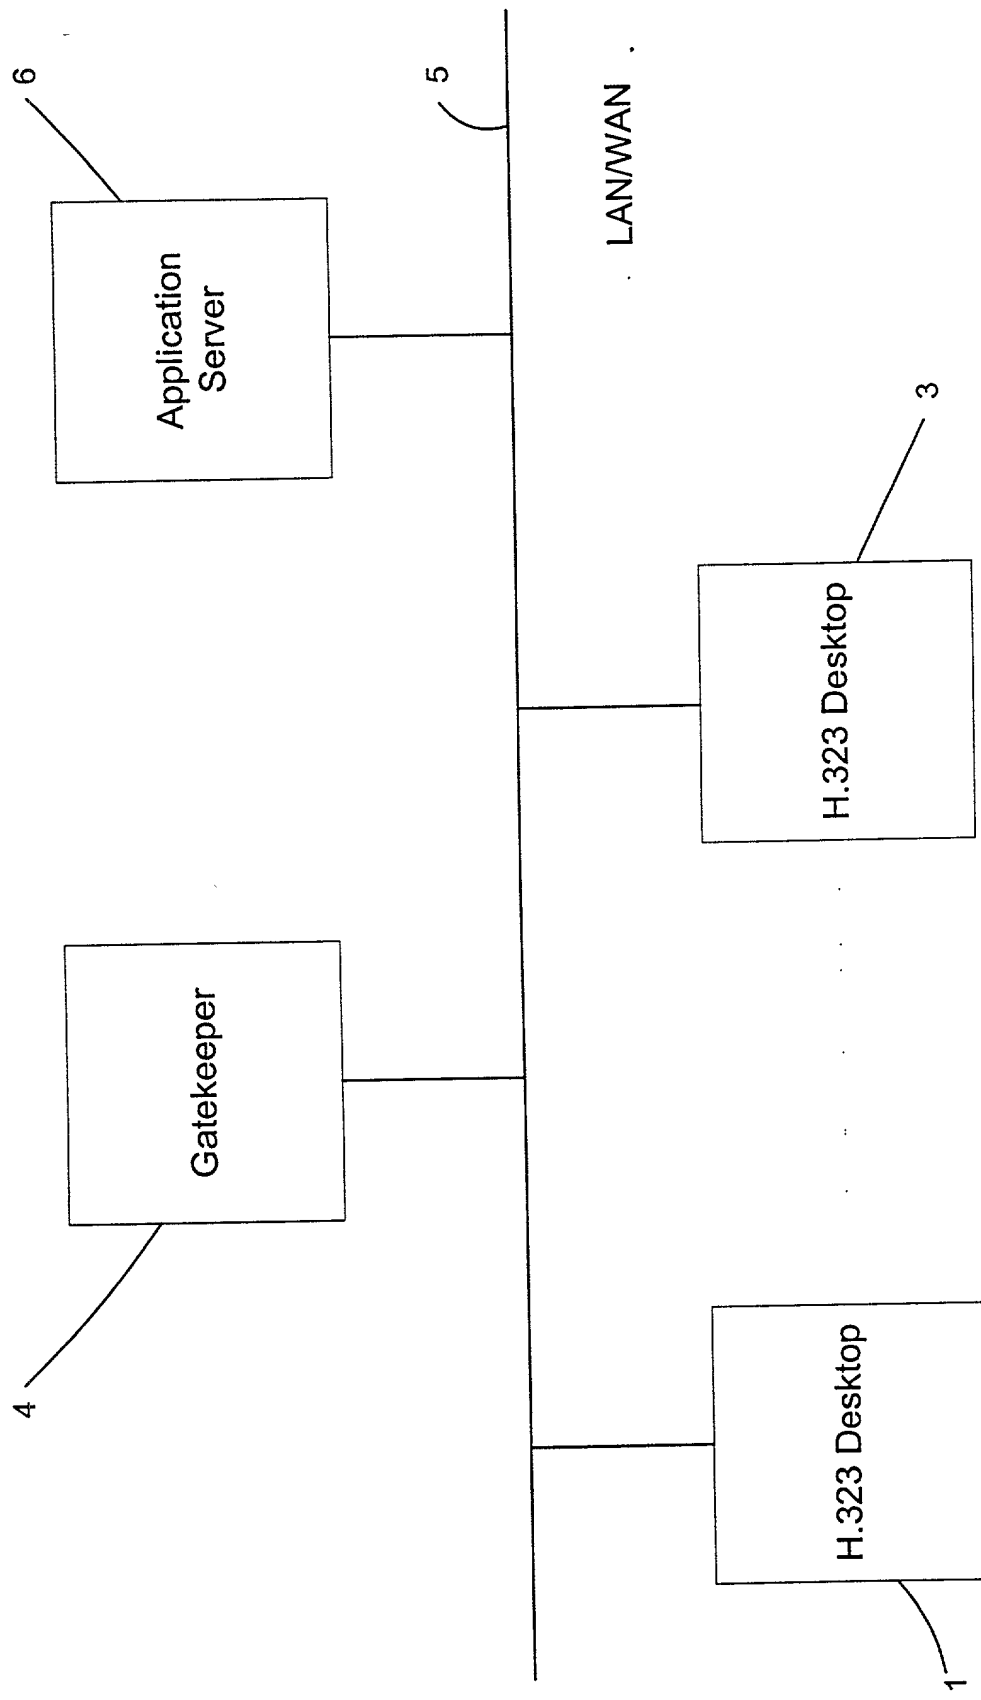 4
Gatekeeper
6
Application
Server
5
LAN/WAN
1
H.323 Desktop
H.323 Desktop
3